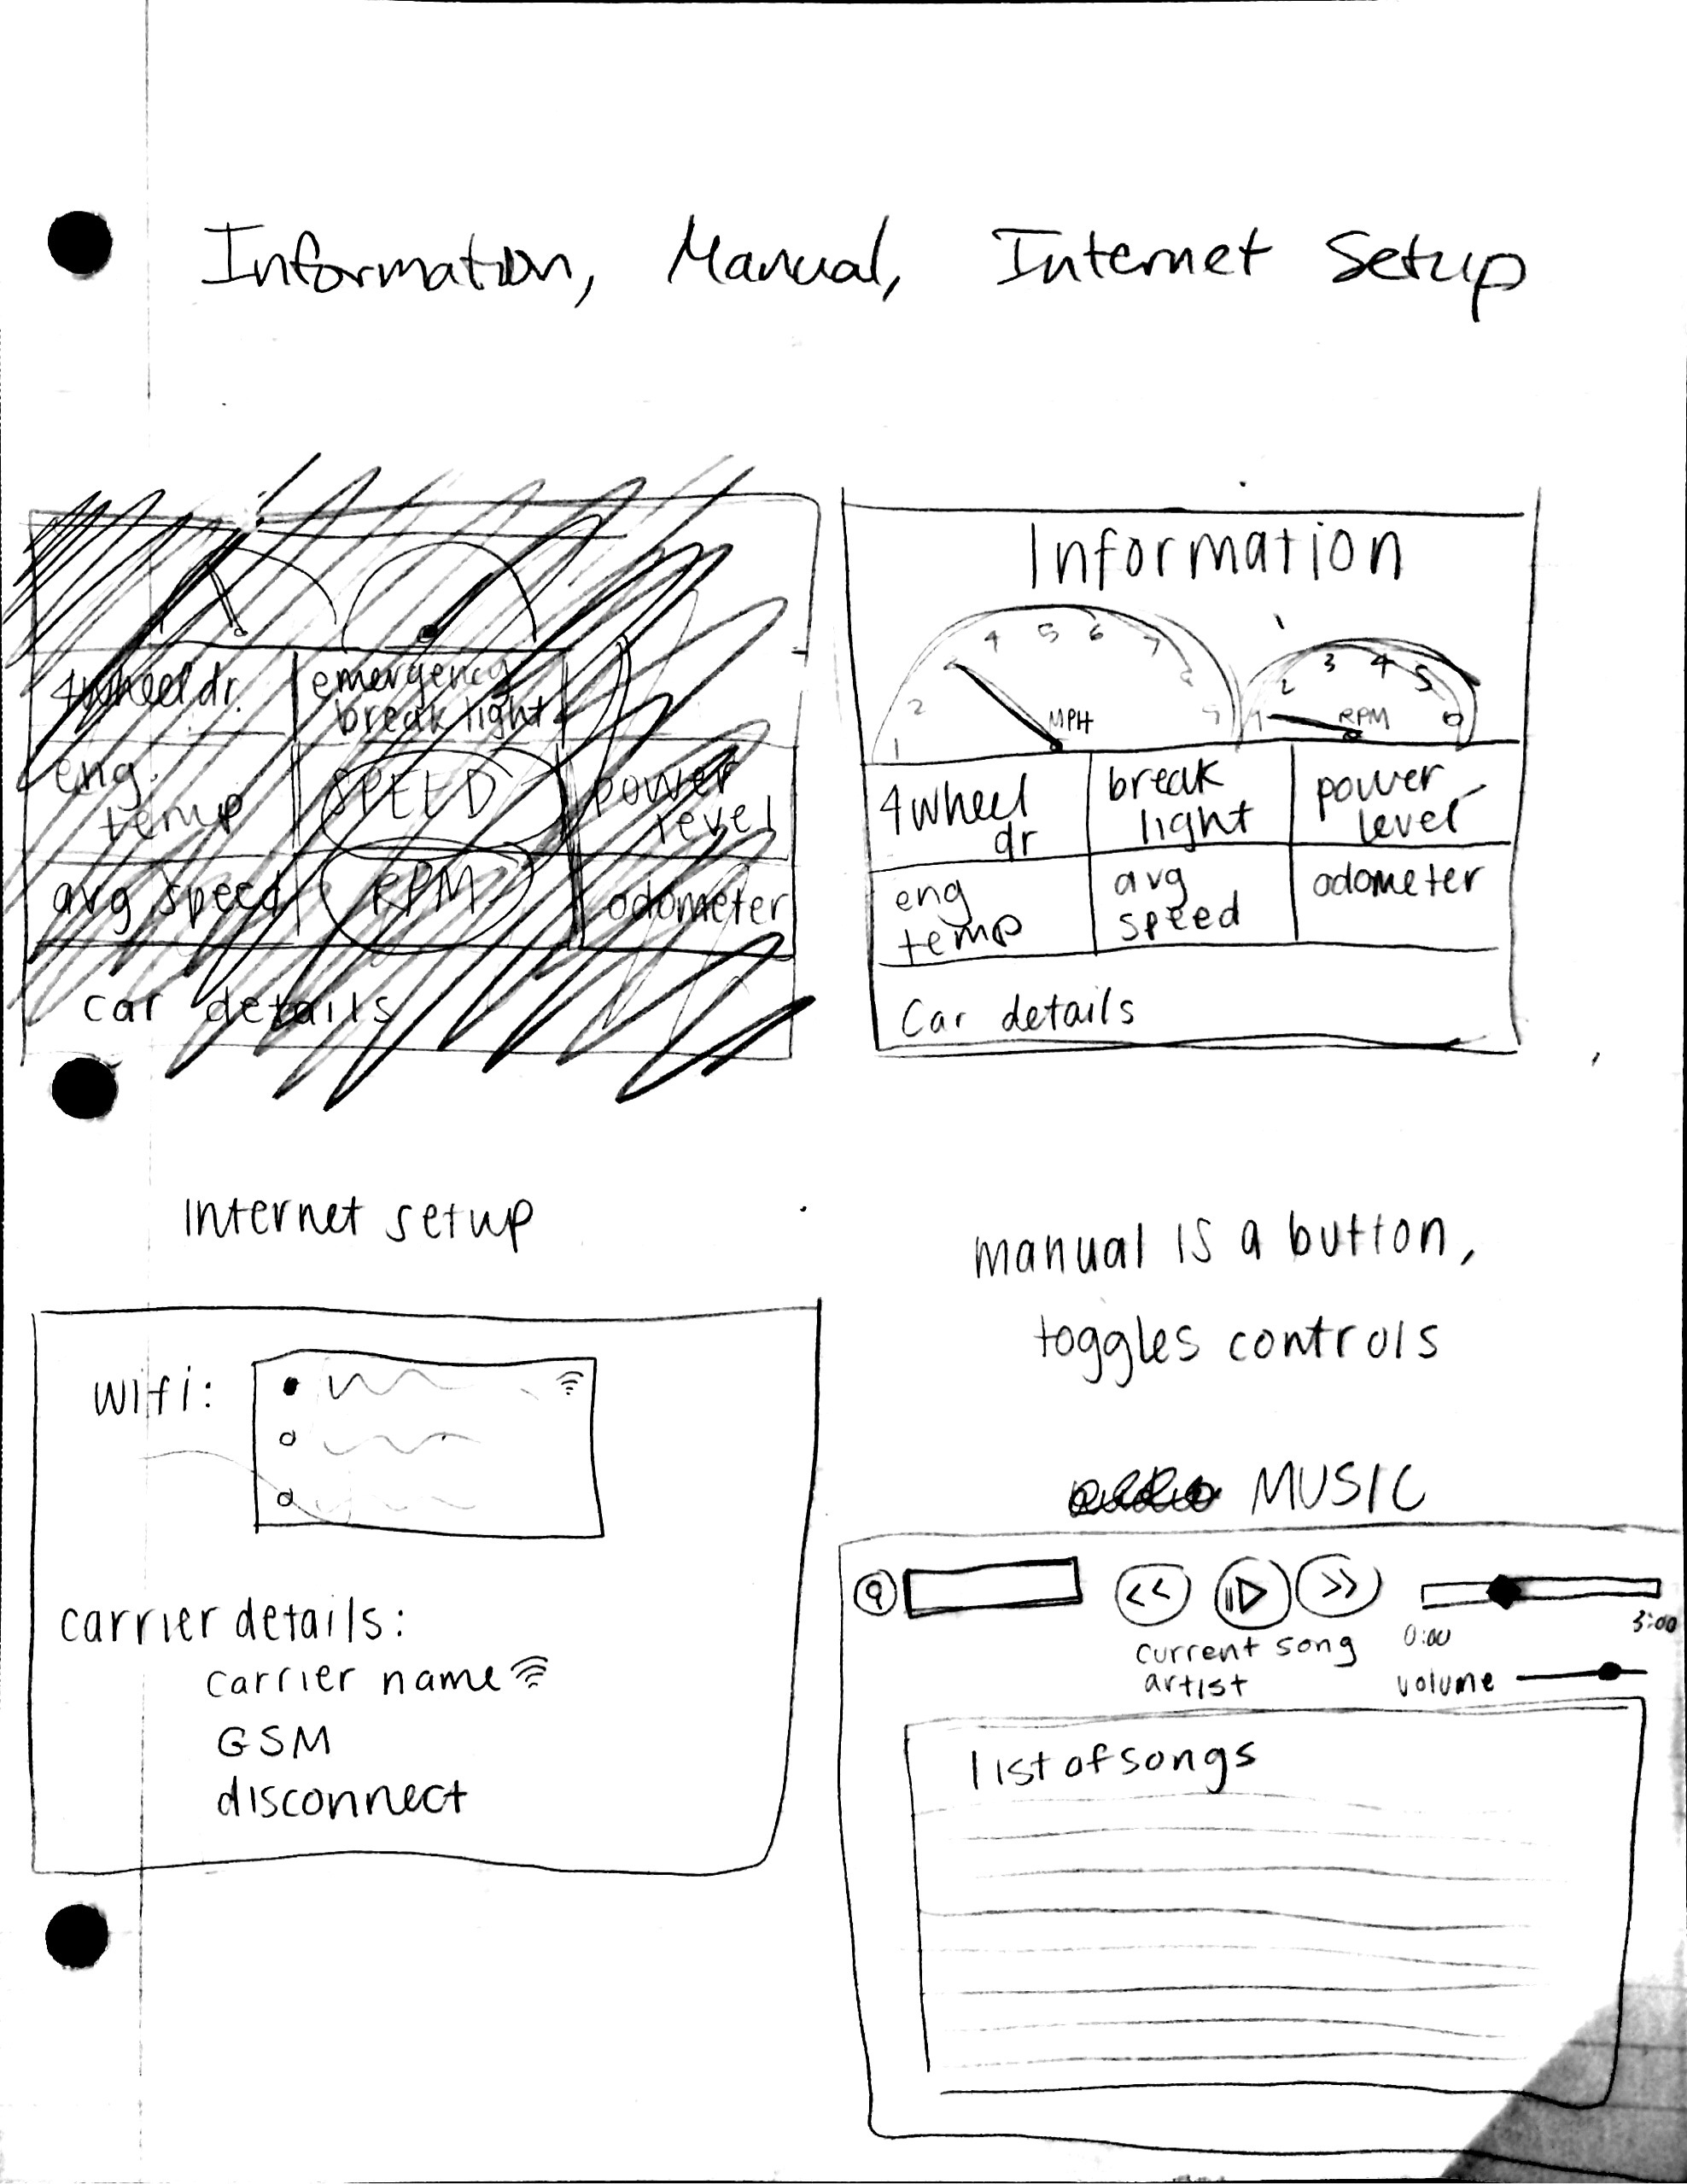 Information, Manual, Internet Setup
4wheel dr.
emergency
break light
eng.
temp
SPEED
power
level
avg speed
RPM
odometer
car details
Information
1 2 4 5 6 7 8 9
MPH
1 2 3 4 5 6
RPM
4wheel
dr
break
light
power
level
eng
temp
avg
speed
odometer
Car details
Internet setup
wifi:
carrier details:
carrier name
GSM
disconnect
manual is a button,
toggles controls
MUSIC
<< >>
current song
artist
0:00
3:00
volume
list of songs